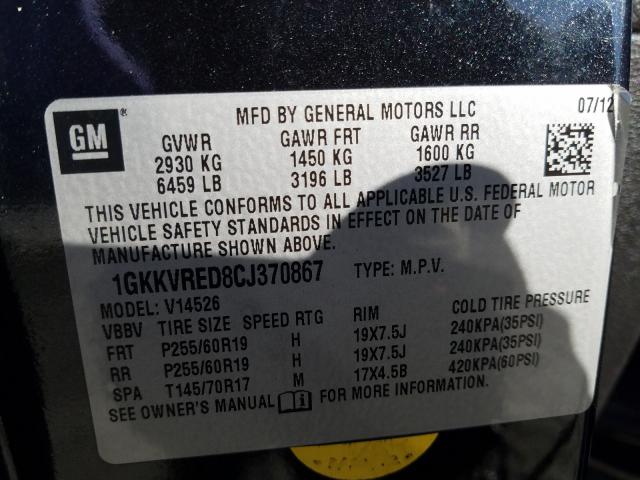 GM®
MFD BY GENERAL MOTORS LLC 07/12
GVWR GAWR FRT GAWR RR
2930 KG 1450 KG 1600 KG
6459 LB 3196 LB 3527 LB
THIS VEHICLE CONFORMS TO ALL APPLICABLE U.S. FEDERAL MOTOR
VEHICLE SAFETY STANDARDS IN EFFECT ON THE DATE OF
MANUFACTURE SHOWN ABOVE.
1GKKVRED8CJ370867 TYPE: M.P.V.
MODEL: V14526
VBBV TIRE SIZE SPEED RTG RIM COLD TIRE PRESSURE
FRT P255/60R19 H 19X7.5J 240KPA(35PSI)
RR P255/60R19 H 19X7.5J 240KPA(35PSI)
SPA T145/70R17 M 17X4.5B 420KPA(60PSI)
SEE OWNER'S MANUAL FOR MORE INFORMATION.